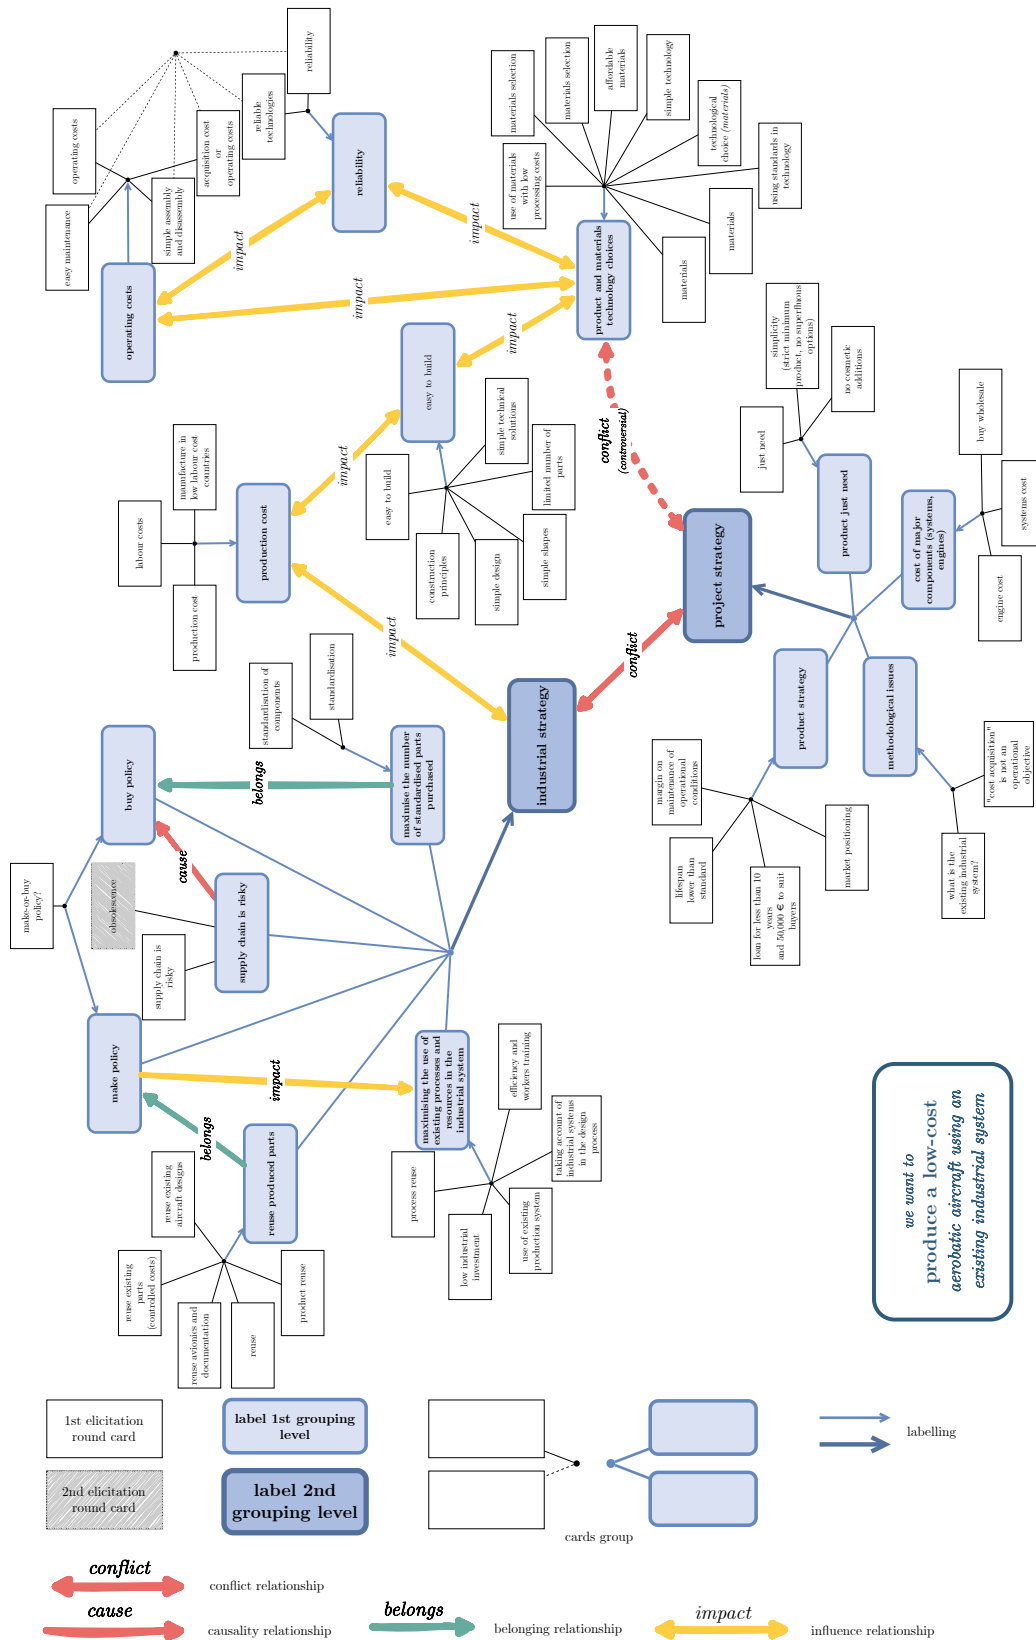 operating costs
easy maintenance
simple assembly
and disassembly
acquisition cost
or
operating costs
reliable
technologies
reliability
operating costs
impact
reliability
impact
impact
materials selection
materials selection
affordable
materials
simple technology
technological
choice (materials)
using standards in
technology
use of materials
with low
processing costs
materials
materials
product and materials
technology choices
impact
easy to build
impact
easy to build
simple technical
solutions
limited number of
parts
simple shapes
simple design
construction
principles
labour costs
manufacture in
low labour cost
countries
production cost
production cost
impact
conflict
(controversial)
conflict
project strategy
industrial strategy
just need
simplicity
(strict minimum
product, no superfluous
options)
no cosmetic
additions
product just need
buy wholesale
systems cost
engine cost
cost of major
components (systems,
engines)
product strategy
methodological issues
margin on
maintenance of
operational
conditions
lifespan
lower than
standard
loan for less than 10
years
and 50,000 € to suit
buyers
market positioning
"cost acquisition"
is not an
operational
objective
what is the
existing industrial
system?
standardisation of
components
standardisation
maximise the number
of standardised parts
purchased
belongs
buy policy
cause
make-or-buy
policy?
obsolescence
supply chain is
risky
supply chain is risky
make policy
impact
belongs
reuse produced parts
reuse existing
aircraft designs
reuse existing
parts
(controlled costs)
reuse avionics and
documentation
reuse
product reuse
maximising the use of
existing processes and
resources in the
industrial system
process reuse
low industrial
investment
use of existing
production system
taking account of
industrial systems
in the design
process
efficiency and
workers training
we want to
produce a low-cost
aerobatic aircraft using an
existing industrial system
1st elicitation
round card
label 1st grouping
level
labelling
2nd elicitation
round card
label 2nd
grouping level
cards group
conflict
conflict relationship
cause
causality relationship
belongs
belonging relationship
impact
influence relationship